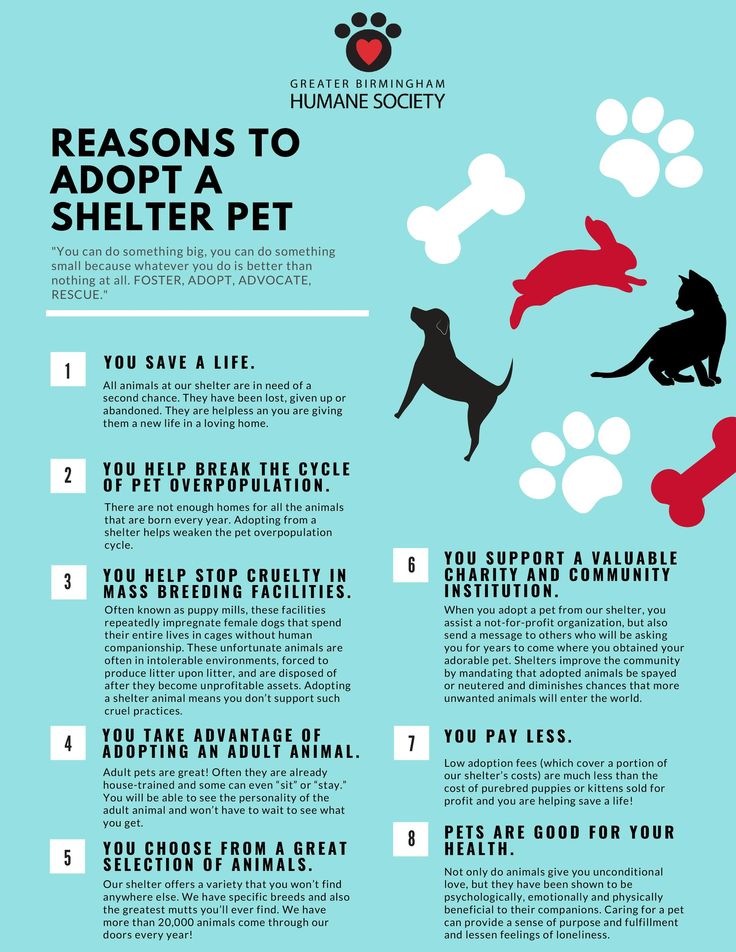 GREATER BIRMINGHAM
HUMANE SOCIETY
REASONS TO
ADOPT A
SHELTER PET
"You can do something big, you can do something
small because whatever you do is better than
nothing at all. FOSTER, ADOPT, ADVOCATE,
RESCUE."
1
YOU SAVE A LIFE.
All animals at our shelter are in need of a
second chance. They have been lost, given up or
abandoned. They are helpless an you are giving
them a new life in a loving home.
2
YOU HELP BREAK THE CYCLE
OF PET OVERPOPULATION.
There are not enough homes for all the animals
that are born every year. Adopting from a
shelter helps weaken the pet overpopulation
cycle.
3
YOU HELP STOP CRUELTY IN
MASS BREEDING FACILITIES.
Often known as puppy mills, these facilities
repeatedly impregnate female dogs that spend
their entire lives in cages without human
companionship. These unfortunate animals are
often in intolerable environments, forced to
produce litter upon litter, and are disposed of
after they become unprofitable assets. Adopting
a shelter animal means you don't support such
cruel practices.
4
YOU TAKE ADVANTAGE OF
ADOPTING AN ADULT ANIMAL.
Adult pets are great! Often they are already
house-trained and some can even “sit” or “stay.”
You will be able to see the personality of the
adult animal and won't have to wait to see what
you get.
5
YOU CHOOSE FROM A GREAT
SELECTION OF ANIMALS.
Our shelter offers a variety that you won't find
anywhere else. We have specific breeds and also
the greatest mutts you'll ever find. We have
more than 20,000 animals come through our
doors every year!
6
YOU SUPPORT A VALUABLE
CHARITY AND COMMUNITY
INSTITUTION.
When you adopt a pet from our shelter, you
assist a not-for-profit organization, but also
send a message to others who will be asking
you for years to come where you obtained your
adorable pet. Shelters improve the community
by mandating that adopted animals be spayed
or neutered and diminishes chances that more
unwanted animals will enter the world.
7
YOU PAY LESS.
Low adoption fees (which cover a portion of
our shelter's costs) are much less than the
cost of purebred puppies or kittens sold for
profit and you are helping save a life!
8
PETS ARE GOOD FOR YOUR
HEALTH.
Not only do animals give you unconditional
love, but they have been shown to be
psychologically, emotionally and physically
beneficial to their companions. Caring for a pet
can provide a sense of purpose and fulfillment
and lessen feelings of loneliness.